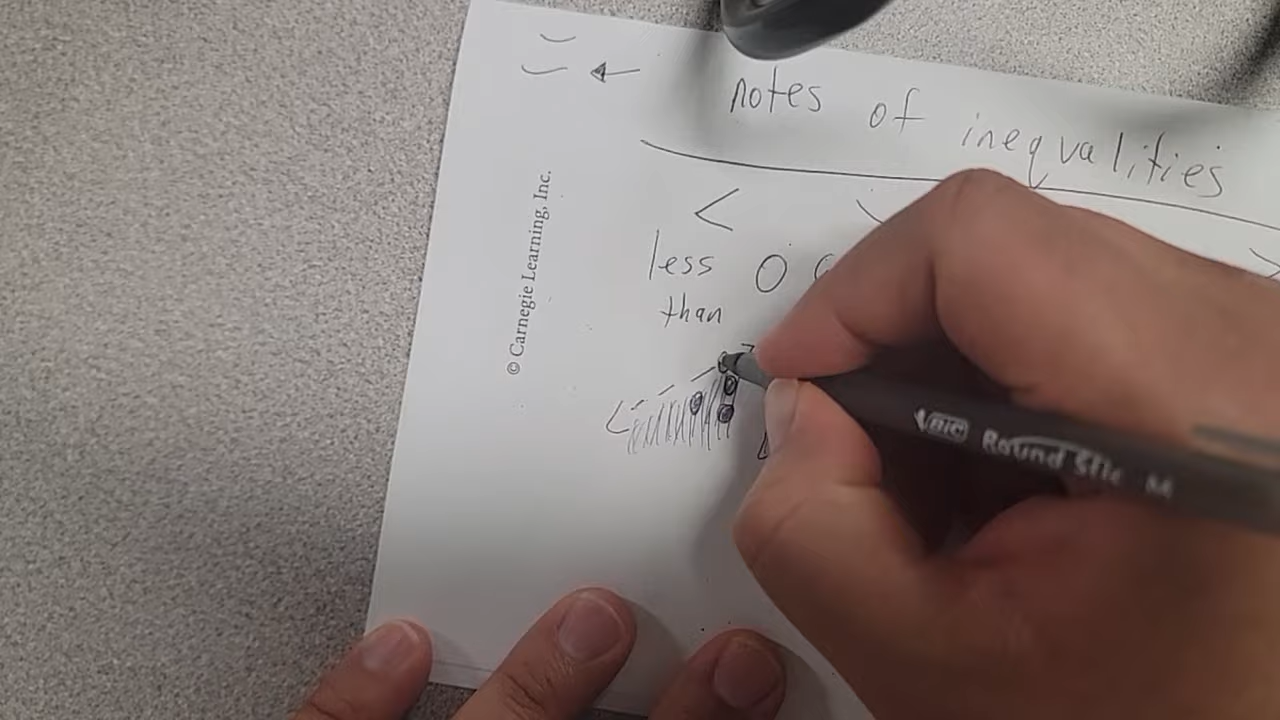 notes of inequalities
<
less
than
© Carnegie Learning, Inc.
BIC Round Stic M